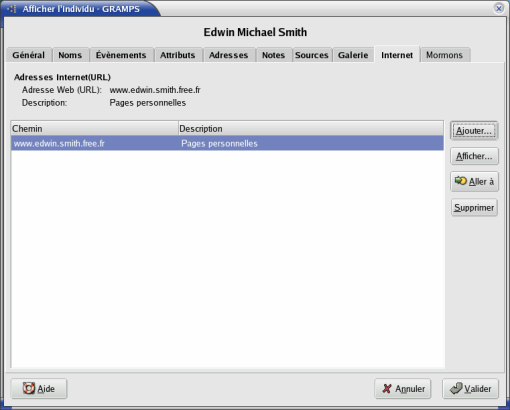 Afficher l'individu - GRAMPS
Edwin Michael Smith
Général Noms Évènements Attributs Adresses Notes Sources Galerie Internet Mormons
Adresses Internet(URL)
Adresse Web (URL): www.edwin.smith.free.fr
Description: Pages personnelles
Chemin Description
www.edwin.smith.free.fr Pages personnelles
Ajouter...
Afficher...
Aller à
Supprimer
Aide Annuler Valider